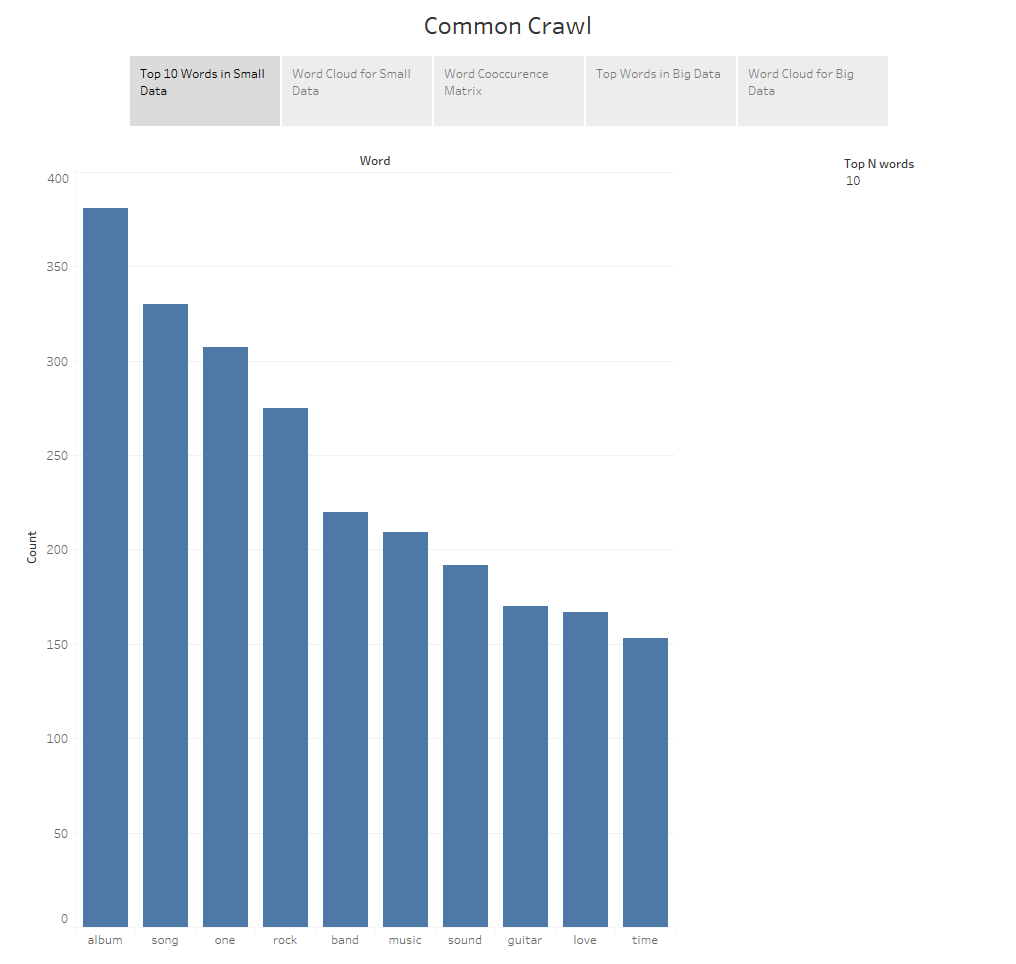 Common Crawl
Top 10 Words in Small
Data
Word Cloud for Small
Data
Word Cooccurence
Matrix
Top Words in Big Data
Word Cloud for Big
Data
Word
Top N words
10
400
350
300
250
200
150
100
50
0
Count
album song one rock band music sound guitar love time